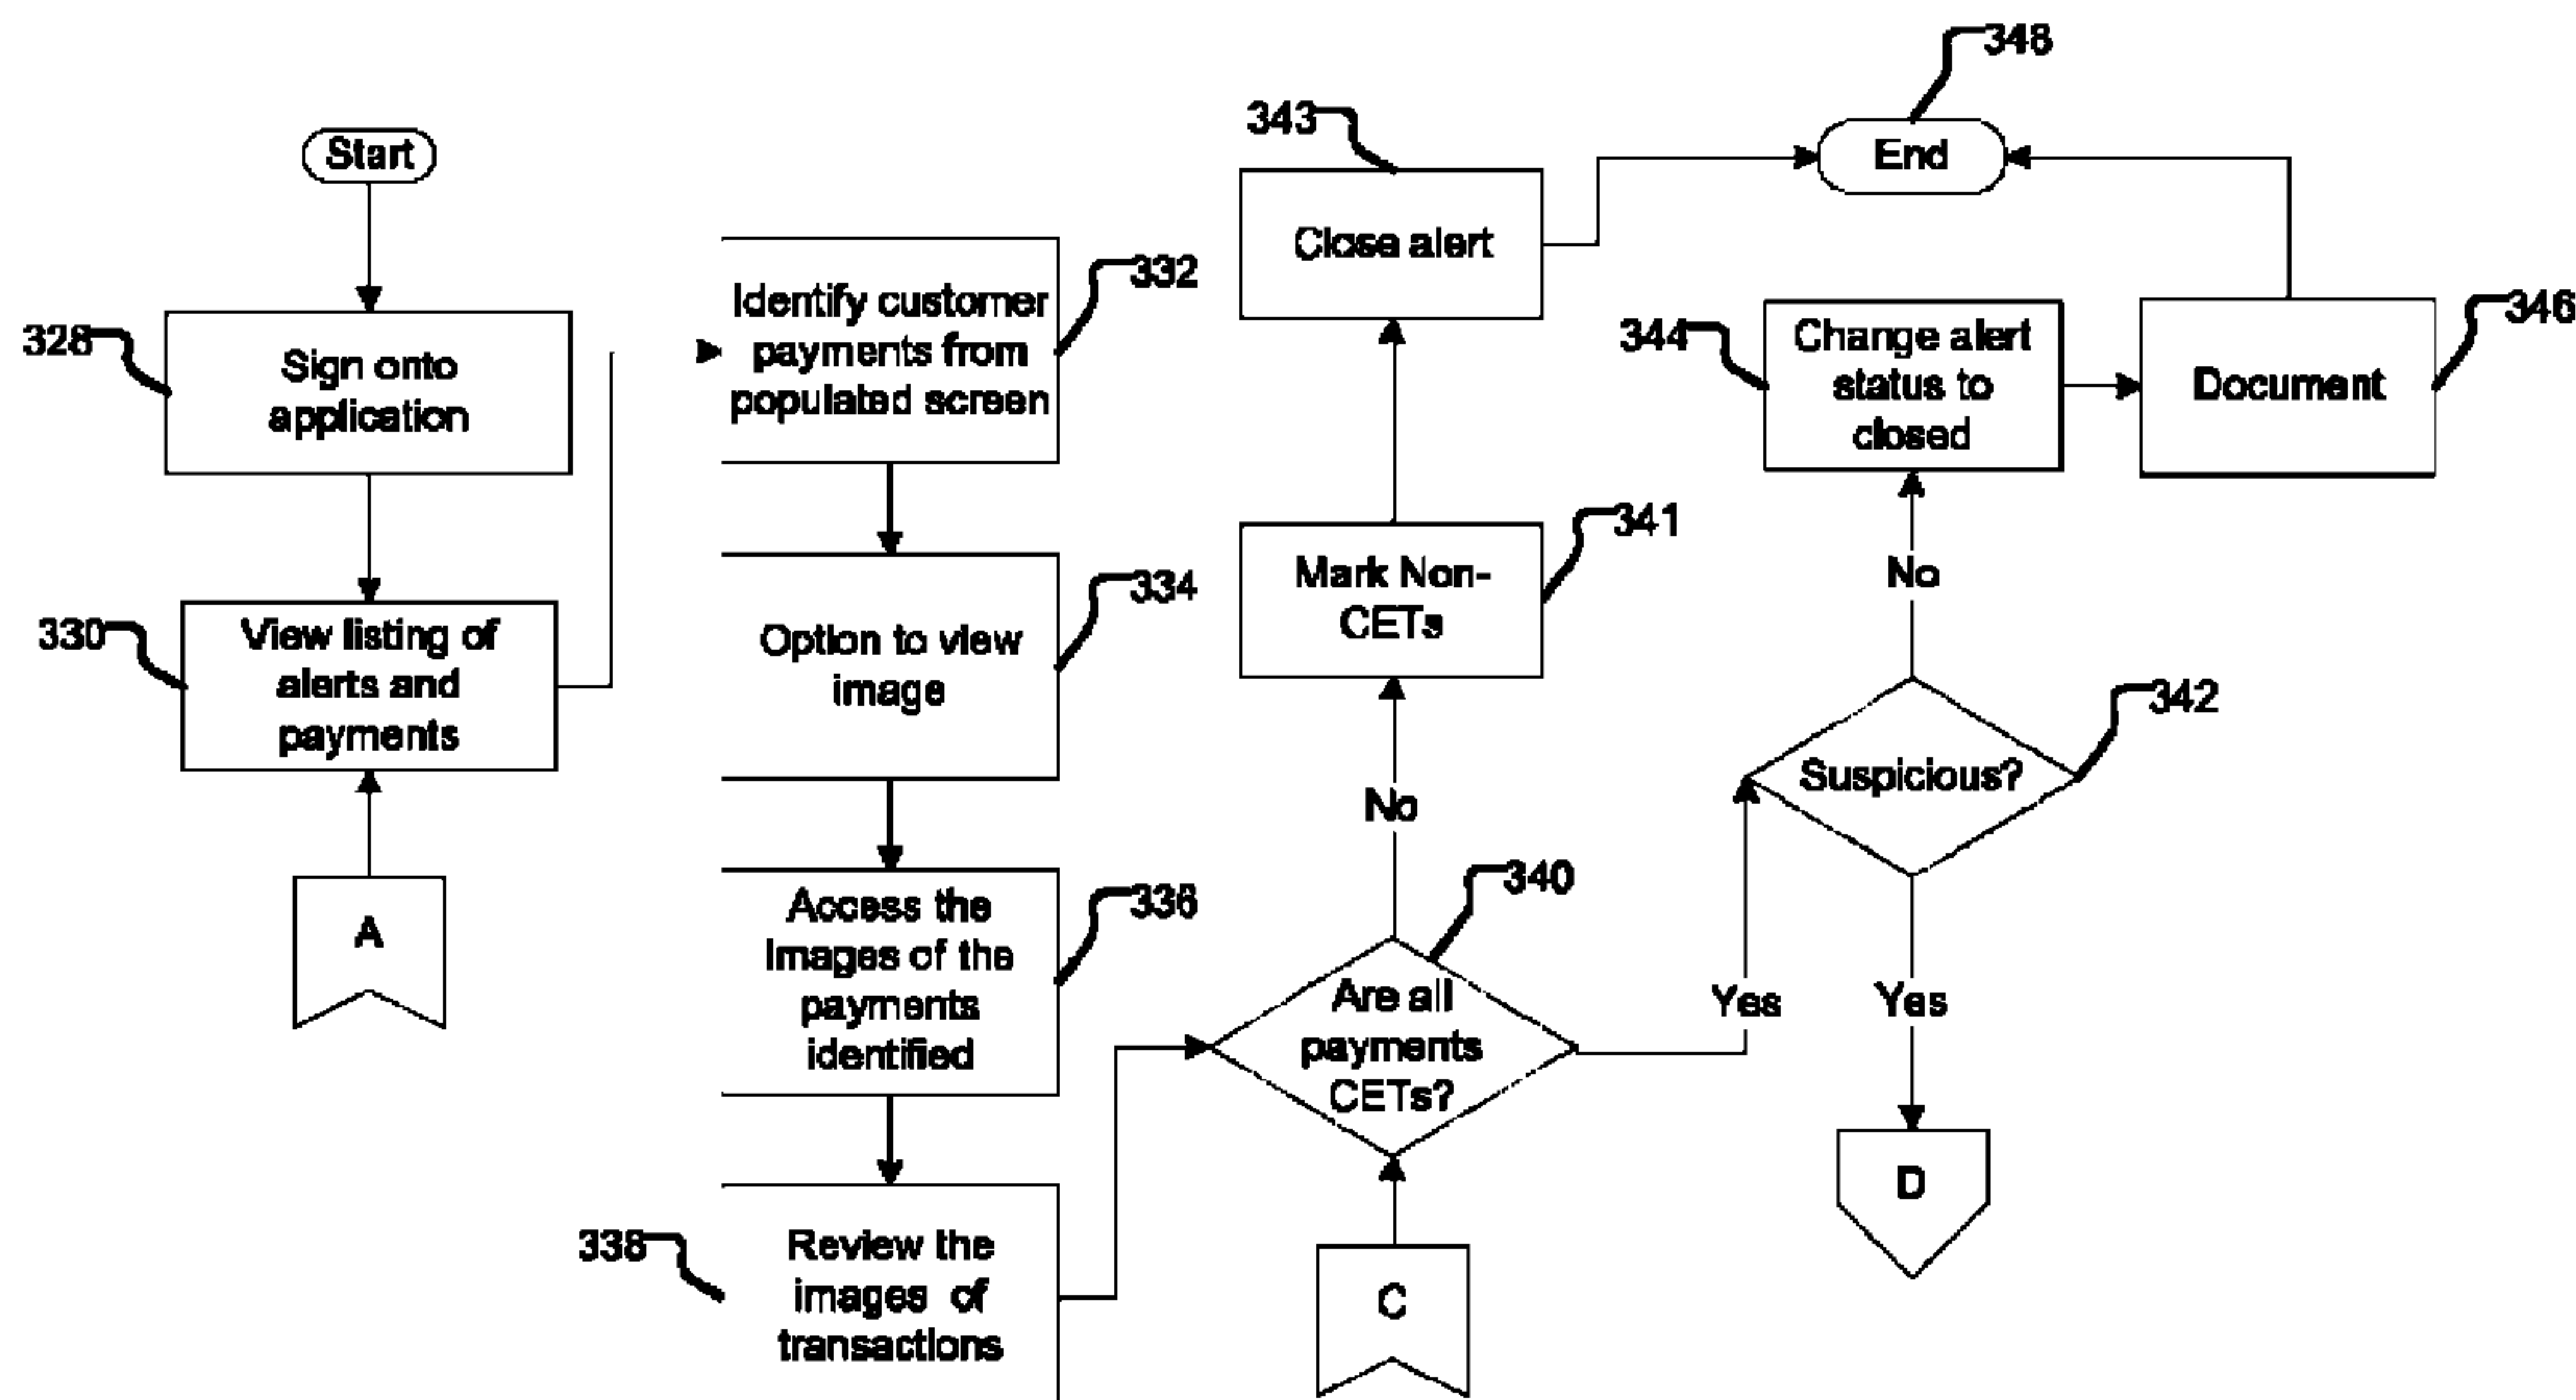 Start
328
Sign onto
application
330
View listing of
alerts and
payments
A
332
Identify customer
payments from
populated screen
334
Option to view
image
336
Access the
Images of the
payments
identified
338
Review the
images of
transactions
343
Close alert
341
Mark Non-
CETs
No
340
Are all
payments
CETs?
C
Yes
348
End
344
Change alert
status to
closed
346
Document
No
342
Suspicious?
Yes
D